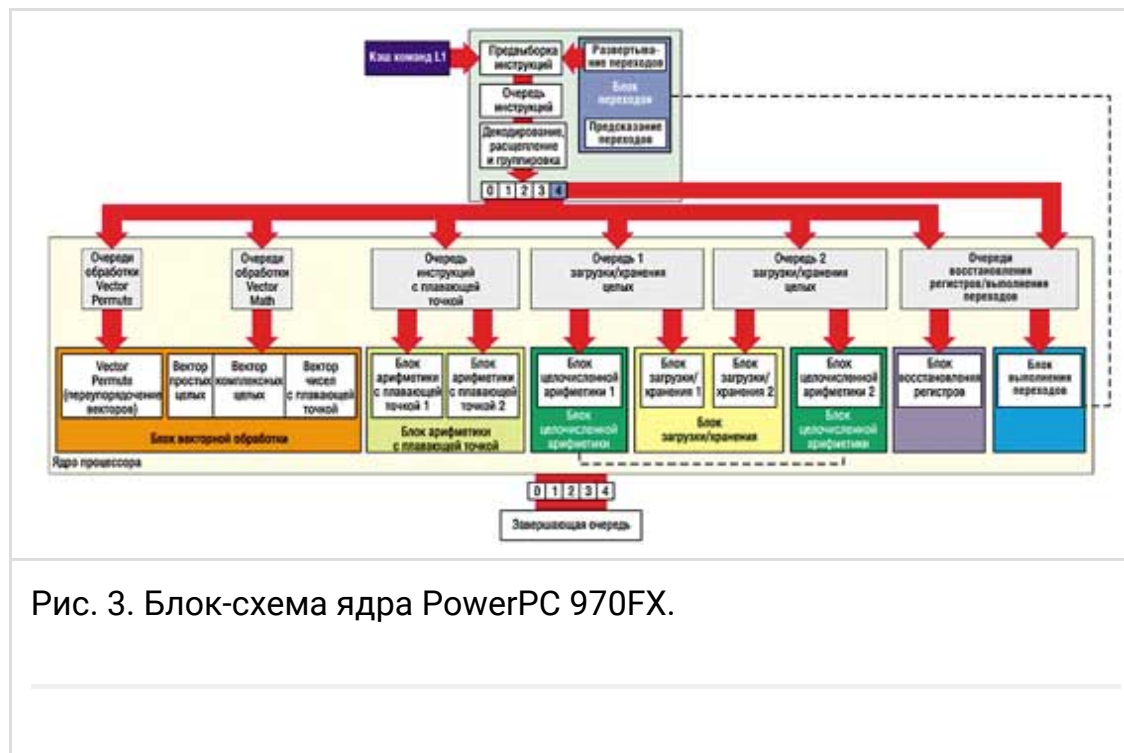 Кэш команд L1
Предвыборка
инструкций
Развертыва-
ние переходов
Блок
переходов
Предсказание
переходов
Очередь
инструкций
Декодирование,
расщепление
и группировка
0 1 2 3 4
Очереди
обработки
Vector
Permute
Очереди
обработки
Vector
Math
Очередь
инструкций
с плавающей
точкой
Очередь 1
загрузки/хранения
целых
Очередь 2
загрузки/хранения
целых
Очереди
восстановления
регистров/выполнения
переходов
Vector
Permute
(переупорядочение
векторов)
Вектор
простых
целых
Вектор
комплексных
целых
Вектор
чисел
с плавающей
точкой
Блок векторной обработки
Блок
арифметики
с плавающей
точкой 1
Блок
арифметики
с плавающей
точкой 2
Блок арифметики
с плавающей точкой
Блок
целочисленной
арифметики 1
Блок
целочисленной
арифметики
Блок
загрузки/
хранения 1
Блок
загрузки/
хранения 2
Блок
загрузки/хранения
Блок
целочисленной
арифметики 2
Блок
целочисленной
арифметики
Блок
восстановления
регистров
Блок
выполнения
переходов
Ядро процессора
0 1 2 3 4
Завершающая очередь
Рис. 3. Блок-схема ядра PowerPC 970FX.